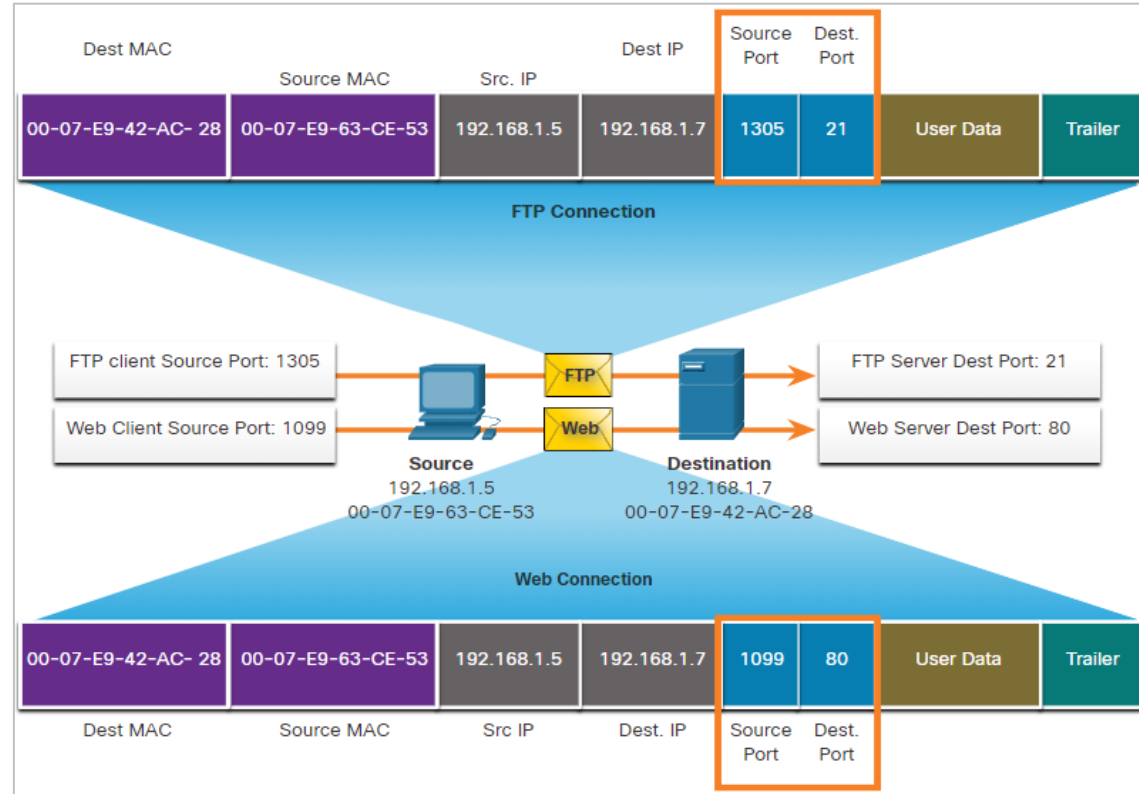 Dest MAC
Source MAC
Src. IP
Dest IP
Source Port
Dest. Port
00-07-E9-42-AC- 28
00-07-E9-63-CE-53
192.168.1.5
192.168.1.7
1305
21
User Data
Trailer
FTP Connection
FTP client Source Port: 1305
FTP
FTP Server Dest Port: 21
Web Client Source Port: 1099
Web
Web Server Dest Port: 80
Source
192.168.1.5
00-07-E9-63-CE-53
Destination
192.168.1.7
00-07-E9-42-AC-28
Web Connection
00-07-E9-42-AC- 28
00-07-E9-63-CE-53
192.168.1.5
192.168.1.7
1099
80
User Data
Trailer
Dest MAC
Source MAC
Src IP
Dest. IP
Source Port
Dest. Port